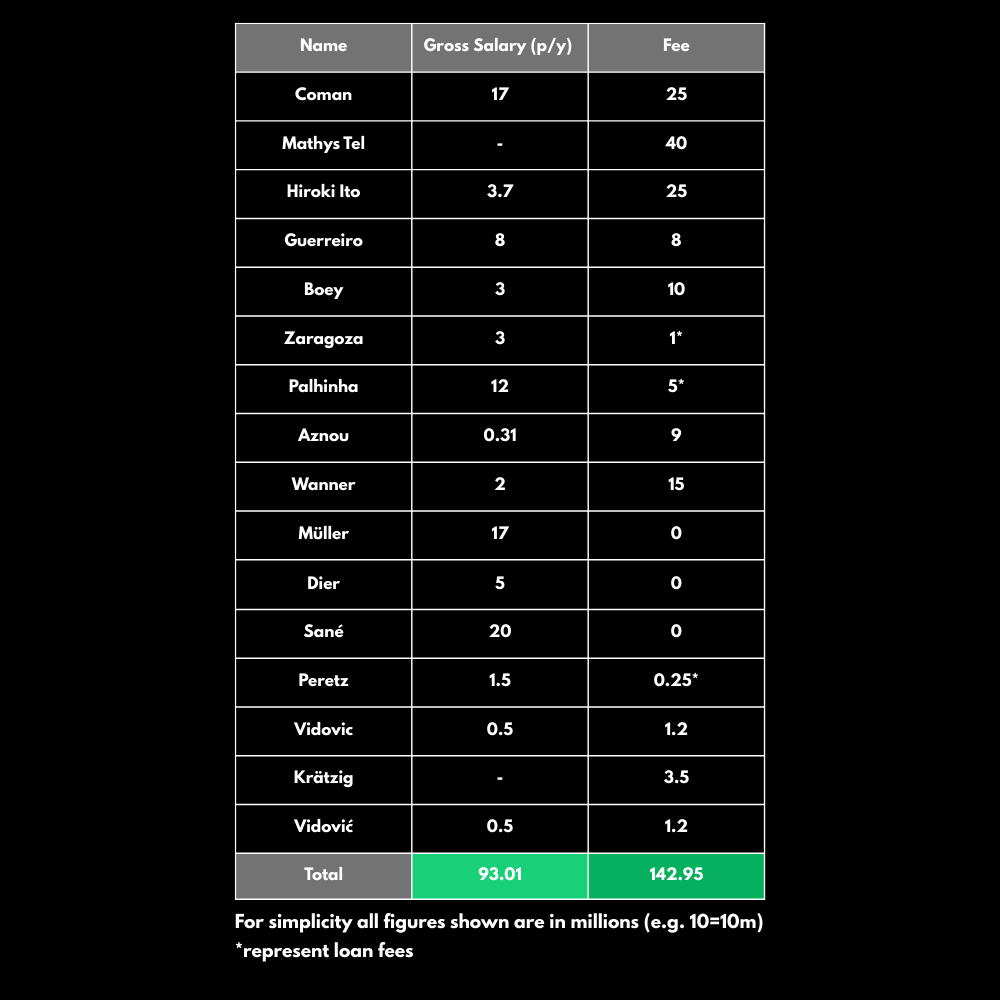 Name Gross Salary (p/y) Fee
Coman 17 25
Mathys Tel - 40
Hiroki Ito 3.7 25
Guerreiro 8 8
Boey 3 10
Zaragoza 3 1*
Palhinha 12 5*
Aznou 0.31 9
Wanner 2 15
Müller 17 0
Dier 5 0
Sané 20 0
Peretz 1.5 0.25*
Vidovic 0.5 1.2
Krätzig - 3.5
Vidović 0.5 1.2
Total 93.01 142.95
For simplicity all figures shown are in millions (e.g. 10=10m)
*represent loan fees